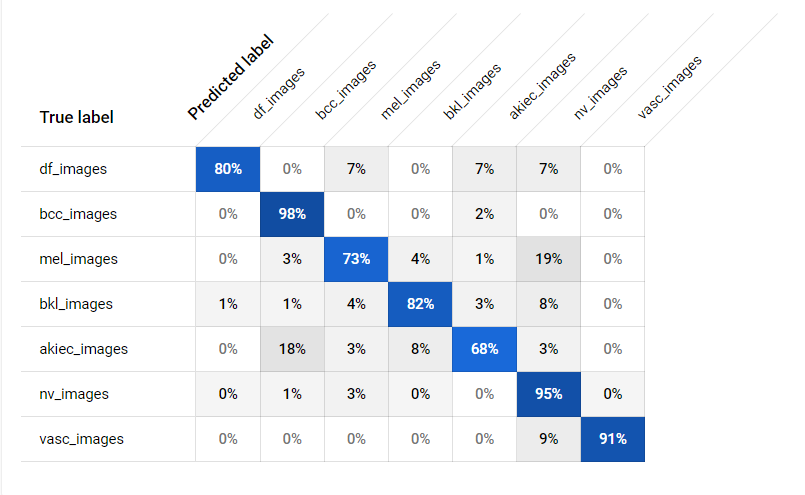 Predicted label
df_images
bcc_images
mel_images
bkl_images
akiec_images
nv_images
vasc_images
True label
df_images 80% 0% 7% 0% 7% 7% 0%
bcc_images 0% 98% 0% 0% 2% 0% 0%
mel_images 0% 3% 73% 4% 1% 19% 0%
bkl_images 1% 1% 4% 82% 3% 8% 0%
akiec_images 0% 18% 3% 8% 68% 3% 0%
nv_images 0% 1% 3% 0% 0% 95% 0%
vasc_images 0% 0% 0% 0% 0% 9% 91%